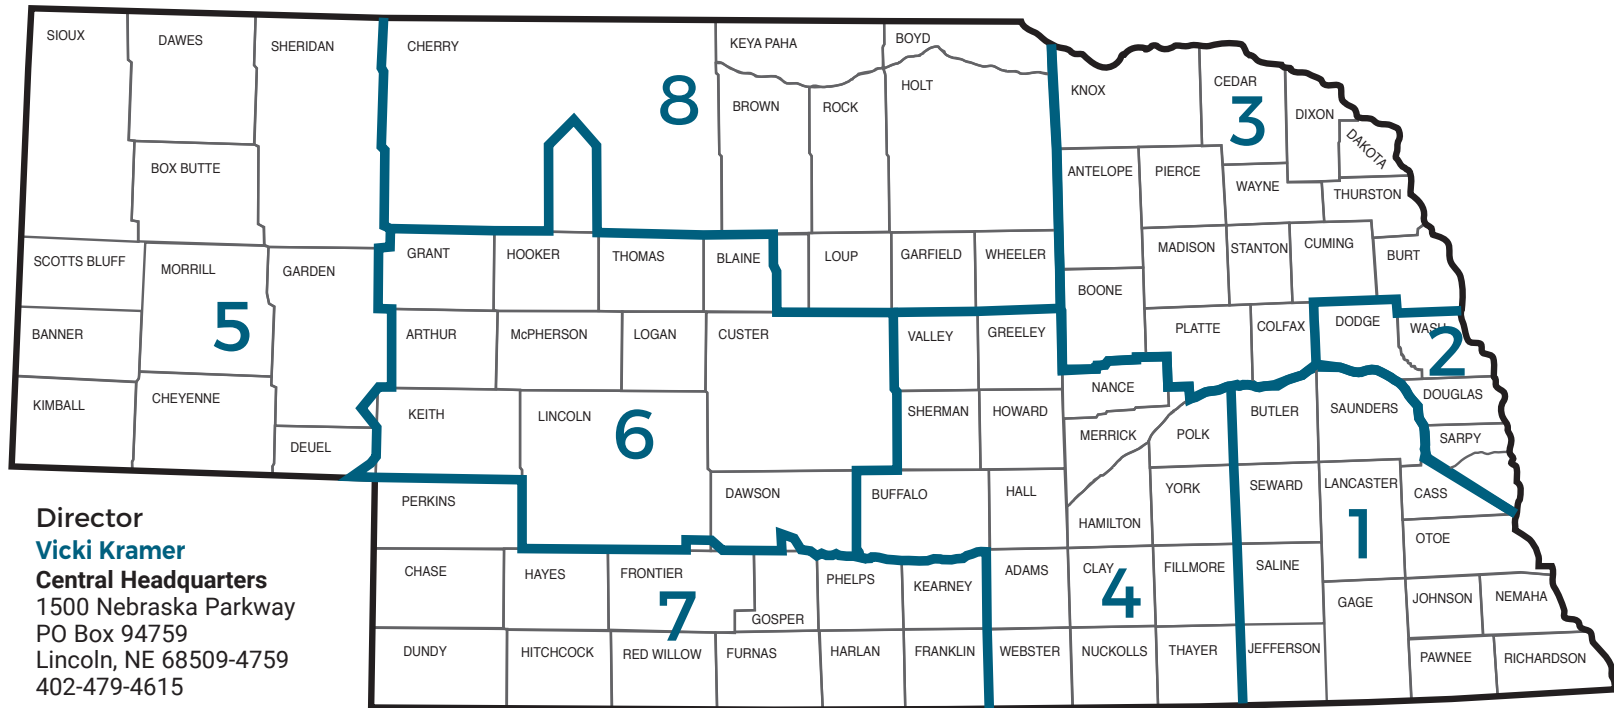 SIOUX
DAWES
SHERIDAN
CHERRY
KEYA PAHA
BOYD
8
BROWN
ROCK
HOLT
KNOX
CEDAR
3
DIXON
DAKOTA
BOX BUTTE
ANTELOPE
PIERCE
WAYNE
THURSTON
SCOTTS BLUFF
MORRILL
GARDEN
GRANT
HOOKER
THOMAS
BLAINE
LOUP
GARFIELD
WHEELER
MADISON
STANTON
CUMING
BURT
BOONE
5
BANNER
ARTHUR
McPHERSON
LOGAN
CUSTER
VALLEY
GREELEY
PLATTE
COLFAX
DODGE
WASH
2
KIMBALL
CHEYENNE
KEITH
LINCOLN
6
SHERMAN
HOWARD
NANCE
BUTLER
SAUNDERS
DOUGLAS
DEUEL
MERRICK
POLK
SARPY
PERKINS
DAWSON
BUFFALO
HALL
YORK
SEWARD
LANCASTER
CASS
HAMILTON
1
OTOE
CHASE
HAYES
FRONTIER
PHELPS
KEARNEY
ADAMS
CLAY
FILLMORE
SALINE
7
GOSPER
4
GAGE
JOHNSON
NEMAHA
DUNDY
HITCHCOCK
RED WILLOW
FURNAS
HARLAN
FRANKLIN
WEBSTER
NUCKOLLS
THAYER
JEFFERSON
PAWNEE
RICHARDSON
Director
Vicki Kramer
Central Headquarters
1500 Nebraska Parkway
PO Box 94759
Lincoln, NE 68509-4759
402-479-4615